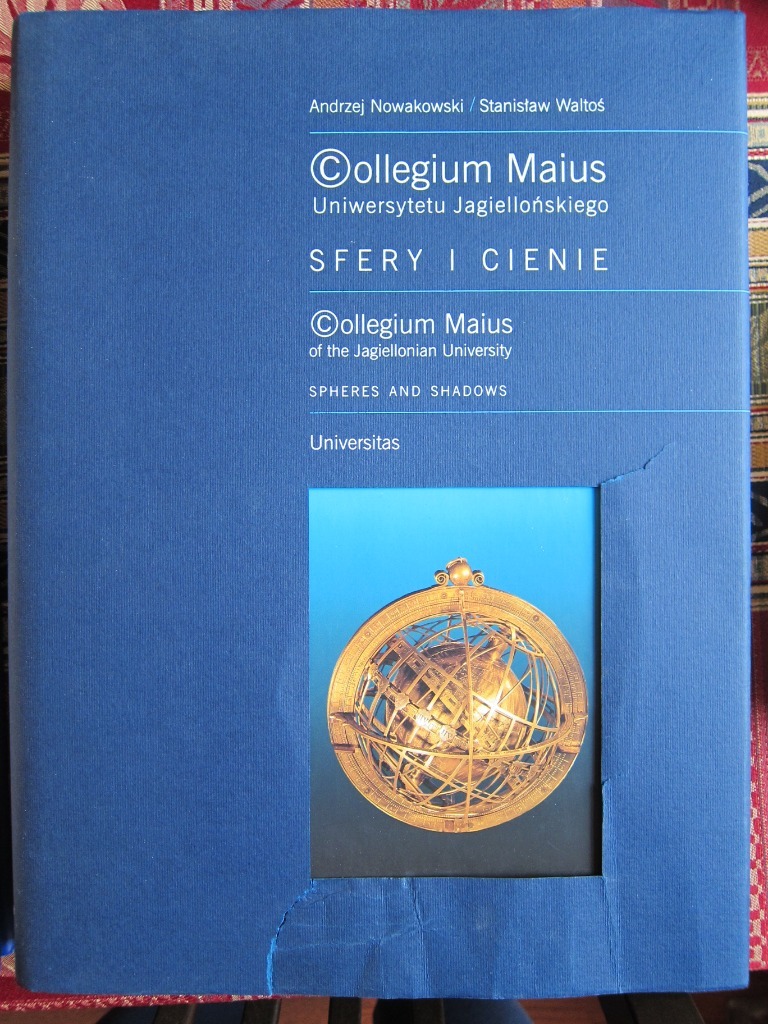 Andrzej Nowakowski / Stanisław Waltoś
©ollegium Maius
Uniwersytetu Jagiellońskiego
SFERY I CIENIE
©ollegium Maius
of the Jagiellonian University
SPHERES AND SHADOWS
Universitas